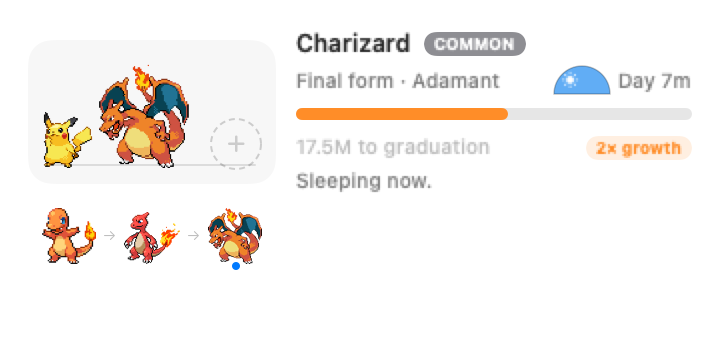 Charizard COMMON
Final form · Adamant Day 7m
17.5M to graduation 2× growth
Sleeping now.